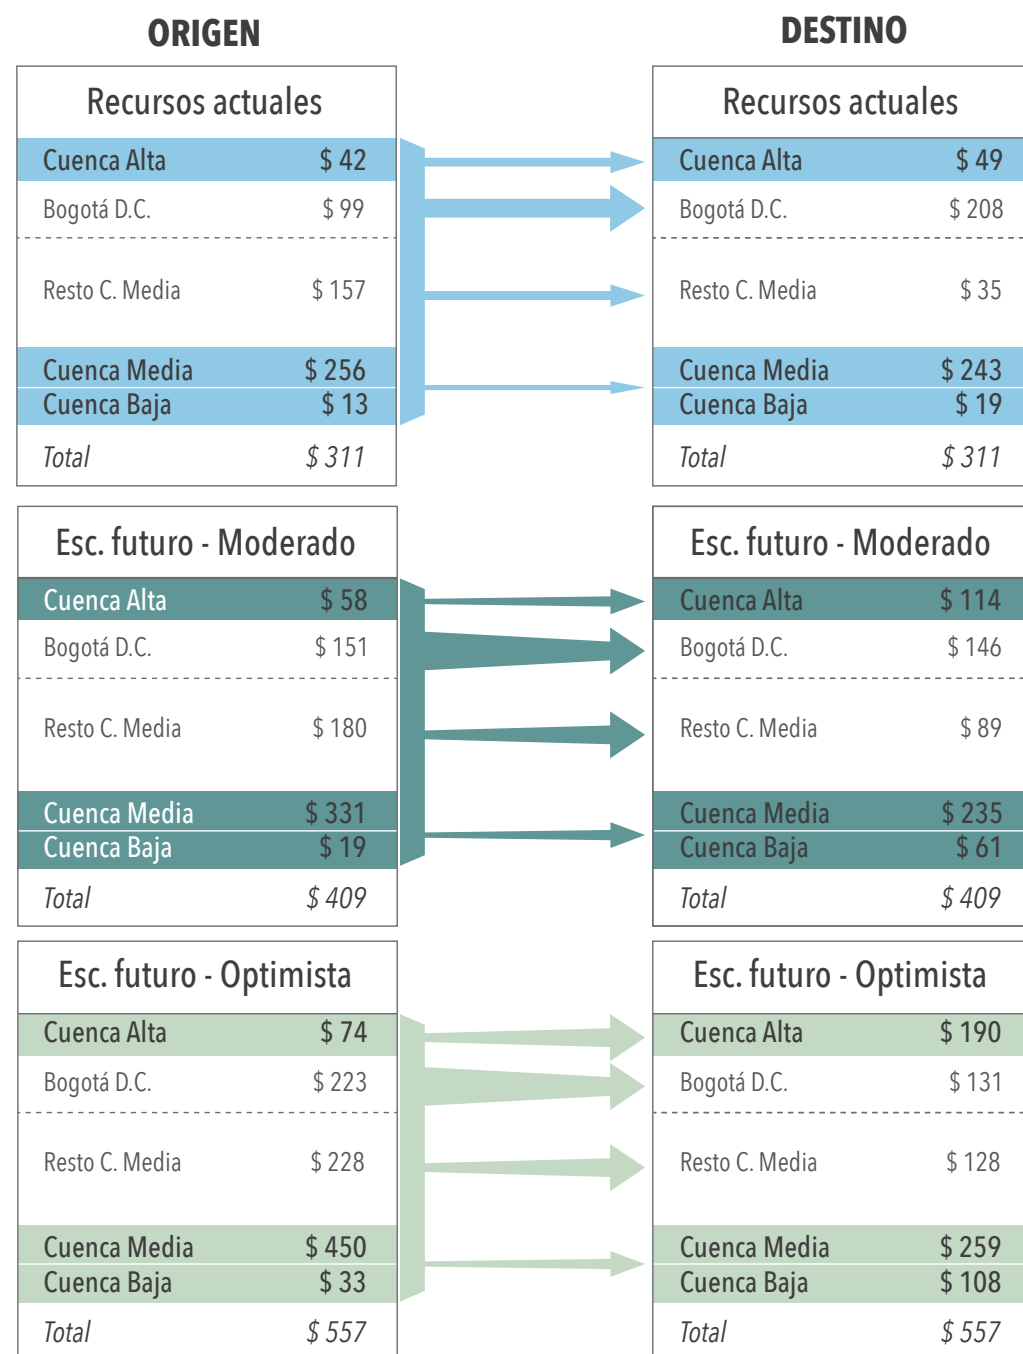 ORIGEN
Recursos actuales
Cuenca Alta $ 42
Bogotá D.C. $ 99
Resto C. Media $ 157
Cuenca Media $ 256
Cuenca Baja $ 13
Total $ 311
Esc. futuro - Moderado
Cuenca Alta $ 58
Bogotá D.C. $ 151
Resto C. Media $ 180
Cuenca Media $ 331
Cuenca Baja $ 19
Total $ 409
Esc. futuro - Optimista
Cuenca Alta $ 74
Bogotá D.C. $ 223
Resto C. Media $ 228
Cuenca Media $ 450
Cuenca Baja $ 33
Total $ 557
DESTINO
Recursos actuales
Cuenca Alta $ 49
Bogotá D.C. $ 208
Resto C. Media $ 35
Cuenca Media $ 243
Cuenca Baja $ 19
Total $ 311
Esc. futuro - Moderado
Cuenca Alta $ 114
Bogotá D.C. $ 146
Resto C. Media $ 89
Cuenca Media $ 235
Cuenca Baja $ 61
Total $ 409
Esc. futuro - Optimista
Cuenca Alta $ 190
Bogotá D.C. $ 131
Resto C. Media $ 128
Cuenca Media $ 259
Cuenca Baja $ 108
Total $ 557